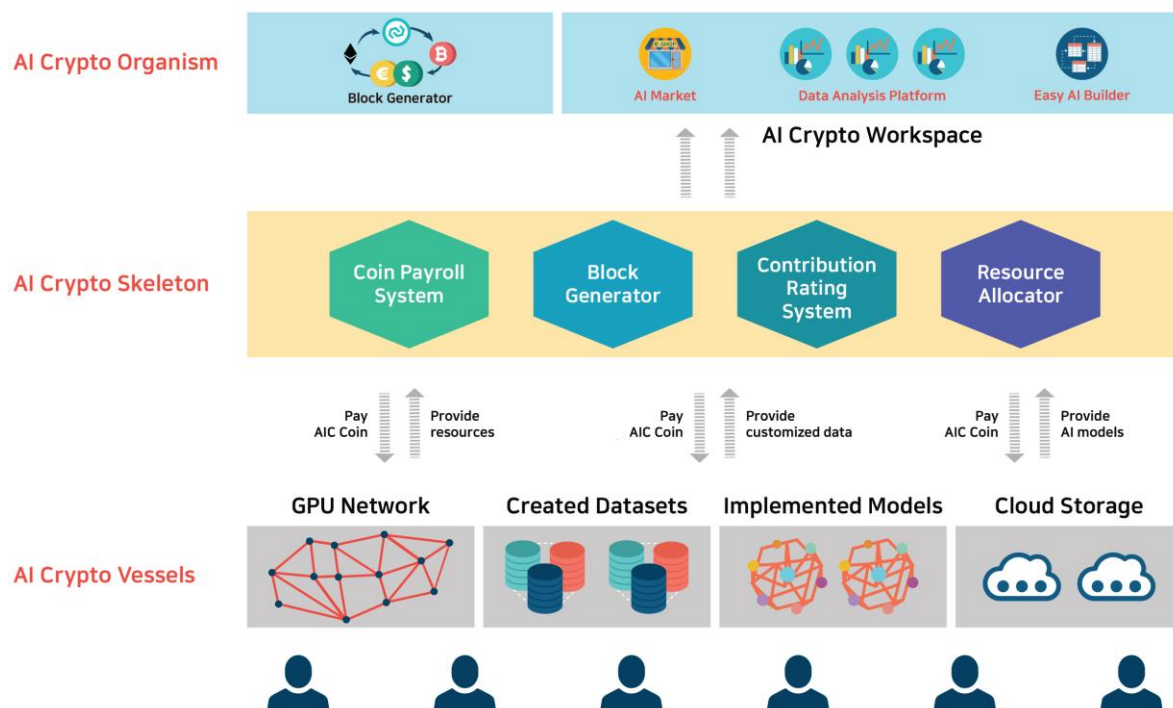 AI Crypto Organism
Block Generator
E-SHOP
AI Market
Data Analysis Platform
Easy AI Builder
AI Crypto Workspace
AI Crypto Skeleton
Coin Payroll
System
Block
Generator
Contribution
Rating
System
Resource
Allocator
Pay
AIC Coin
Provide
resources
Pay
AIC Coin
Provide
customized data
Pay
AIC Coin
Provide
AI models
GPU Network
Created Datasets
Implemented Models
Cloud Storage
AI Crypto Vessels